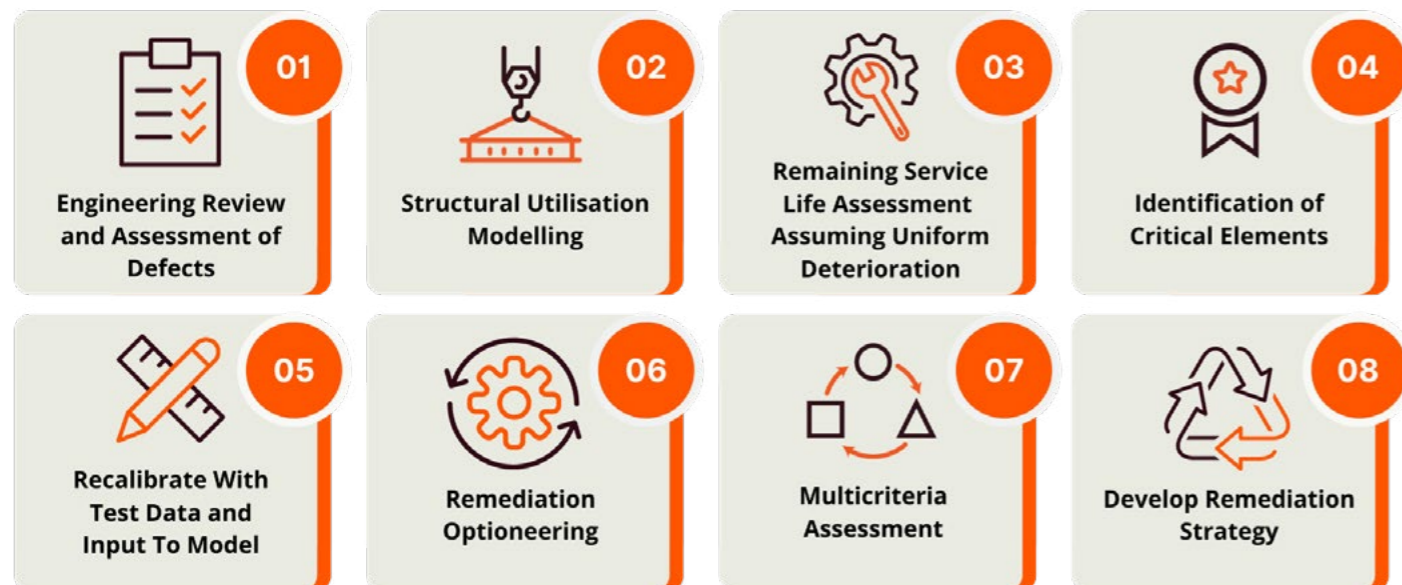 01
Engineering Review
and Assessment of
Defects
02
Structural Utilisation
Modelling
03
Remaining Service
Life Assessment
Assuming Uniform
Deterioration
04
Identification of
Critical Elements
05
Recalibrate With
Test Data and
Input To Model
06
Remediation
Optioneering
07
Multicriteria
Assessment
08
Develop Remediation
Strategy